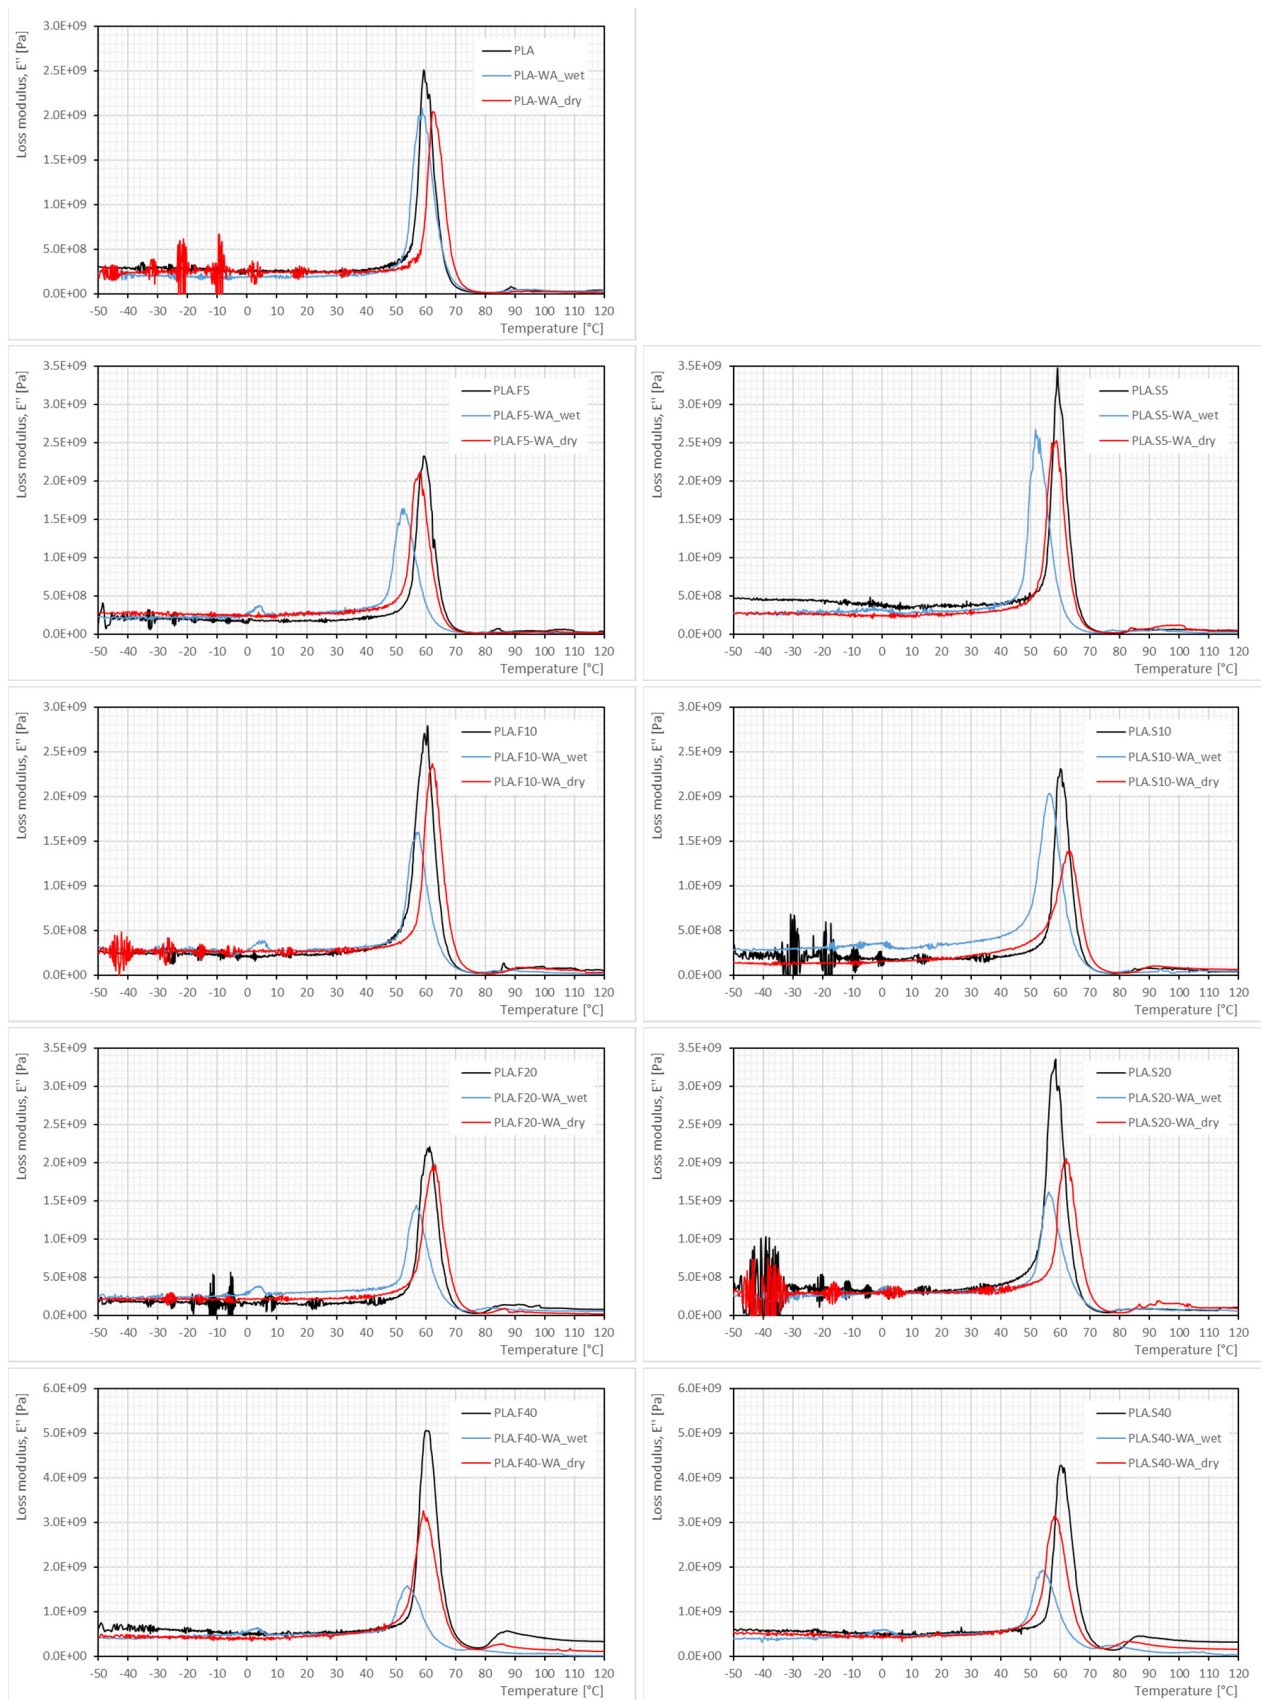 Loss modulus, E'' [Pa]
3.0E+09
2.5E+09
2.0E+09
1.5E+09
1.0E+09
5.0E+08
0.0E+00
PLA
PLA-WA_wet
PLA-WA_dry
-50 -40 -30 -20 -10 0 10 20 30 40 50 60 70 80 90 100 110 120
Temperature [°C]
Loss modulus, E'' [Pa]
3.5E+09
3.0E+09
2.5E+09
2.0E+09
1.5E+09
1.0E+09
5.0E+08
0.0E+00
PLA.F5
PLA.F5-WA_wet
PLA.F5-WA_dry
-50 -40 -30 -20 -10 0 10 20 30 40 50 60 70 80 90 100 110 120
Temperature [°C]
Loss modulus, E'' [Pa]
3.5E+09
3.0E+09
2.5E+09
2.0E+09
1.5E+09
1.0E+09
5.0E+08
0.0E+00
PLA.S5
PLA.S5-WA_wet
PLA.S5-WA_dry
-50 -40 -30 -20 -10 0 10 20 30 40 50 60 70 80 90 100 110 120
Temperature [°C]
Loss modulus, E'' [Pa]
3.0E+09
2.5E+09
2.0E+09
1.5E+09
1.0E+09
5.0E+08
0.0E+00
PLA.F10
PLA.F10-WA_wet
PLA.F10-WA_dry
-50 -40 -30 -20 -10 0 10 20 30 40 50 60 70 80 90 100 110 120
Temperature [°C]
Loss modulus, E'' [Pa]
3.0E+09
2.5E+09
2.0E+09
1.5E+09
1.0E+09
5.0E+08
0.0E+00
PLA.S10
PLA.S10-WA_wet
PLA.S10-WA_dry
-50 -40 -30 -20 -10 0 10 20 30 40 50 60 70 80 90 100 110 120
Temperature [°C]
Loss modulus, E'' [Pa]
3.5E+09
3.0E+09
2.5E+09
2.0E+09
1.5E+09
1.0E+09
5.0E+08
0.0E+00
PLA.F20
PLA.F20-WA_wet
PLA.F20-WA_dry
-50 -40 -30 -20 -10 0 10 20 30 40 50 60 70 80 90 100 110 120
Temperature [°C]
Loss modulus, E'' [Pa]
3.5E+09
3.0E+09
2.5E+09
2.0E+09
1.5E+09
1.0E+09
5.0E+08
0.0E+00
PLA.S20
PLA.S20-WA_wet
PLA.S20-WA_dry
-50 -40 -30 -20 -10 0 10 20 30 40 50 60 70 80 90 100 110 120
Temperature [°C]
Loss modulus, E'' [Pa]
6.0E+09
5.0E+09
4.0E+09
3.0E+09
2.0E+09
1.0E+09
0.0E+00
PLA.F40
PLA.F40-WA_wet
PLA.F40-WA_dry
-50 -40 -30 -20 -10 0 10 20 30 40 50 60 70 80 90 100 110 120
Temperature [°C]
Loss modulus, E'' [Pa]
6.0E+09
5.0E+09
4.0E+09
3.0E+09
2.0E+09
1.0E+09
0.0E+00
PLA.S40
PLA.S40-WA_wet
PLA.S40-WA_dry
-50 -40 -30 -20 -10 0 10 20 30 40 50 60 70 80 90 100 110 120
Temperature [°C]